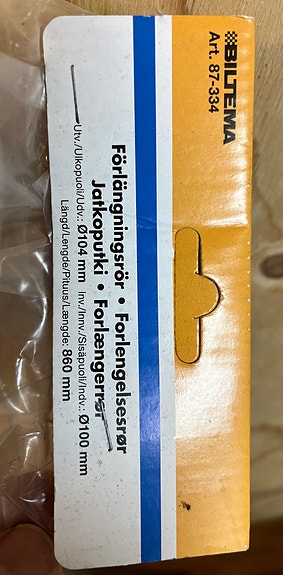 BILTEMA
Art. 87-334
Förlängningsrör • Forlengelsesrør
Jatkoputki • Forlængerrør
Utv./Ulkopuoli/Udv.: Ø104 mm Inv./Innv./Sisäpuoli/Indv.: Ø100 mm
Längd/Lengde/Pituus/Længde: 860 mm